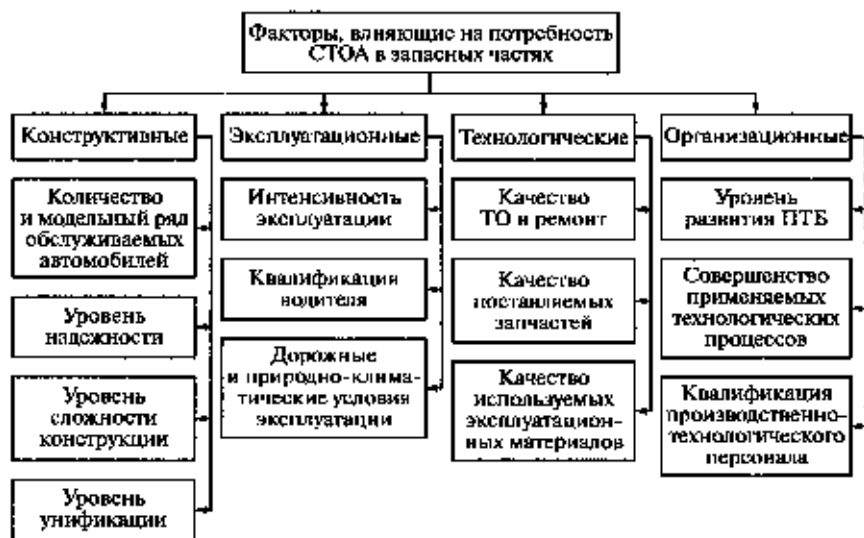 Факторы, влияющие на потребность
СТОА в запасных частях
Конструктивные
Эксплуатационные
Технологические
Организационные
Количество
и модельный ряд
обслуживаемых
автомобилей
Уровень
надежности
Уровень
сложности
конструкции
Уровень
унификации
Интенсивность
эксплуатации
Квалификации
водителя
Дорожные
и природно-клима-
тические условия
эксплуатации
Качество
ТО и ремонт
Качество
поставляемых
запчастей
Качество
используемых
эксплуатацион-
ных материалов
Уровень
развития ПТБ
Совершенство
применяемых
технологических
процессов
Квалификация
производственно-
технологического
персонала